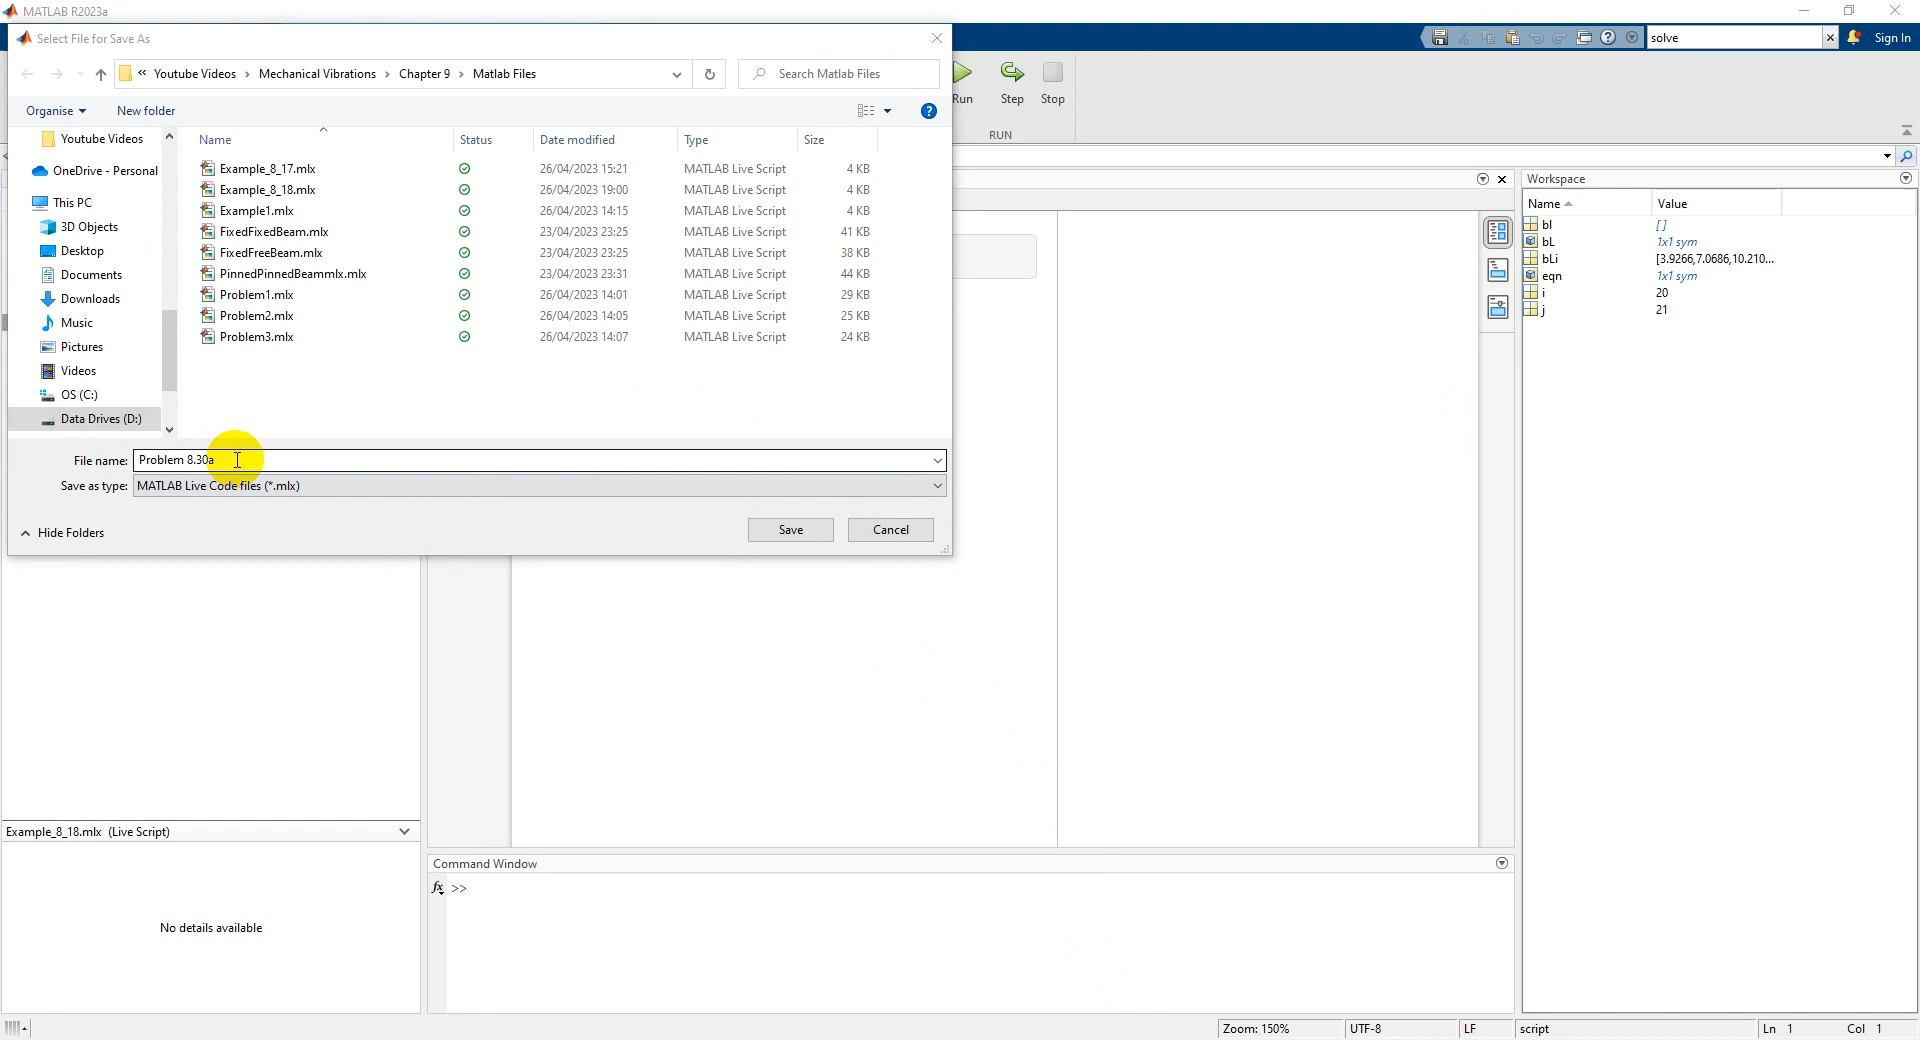 MATLAB R2023a
Select File for Save As
solve
Sign In
« Youtube Videos › Mechanical Vibrations › Chapter 9 › Matlab Files
Search Matlab Files
Run
Step
Stop
RUN
Organise
New folder
Name
Status
Date modified
Type
Size
Youtube Videos
OneDrive - Personal
This PC
3D Objects
Desktop
Documents
Downloads
Music
Pictures
Videos
OS (C:)
Data Drives (D:)
Example_8_17.mlx 26/04/2023 15:21 MATLAB Live Script 4 KB
Example_8_18.mlx 26/04/2023 19:00 MATLAB Live Script 4 KB
Example1.mlx 26/04/2023 14:15 MATLAB Live Script 4 KB
FixedFixedBeam.mlx 23/04/2023 23:25 MATLAB Live Script 41 KB
FixedFreeBeam.mlx 23/04/2023 23:25 MATLAB Live Script 38 KB
PinnedPinnedBeammlx.mlx 23/04/2023 23:31 MATLAB Live Script 44 KB
Problem1.mlx 26/04/2023 14:01 MATLAB Live Script 29 KB
Problem2.mlx 26/04/2023 14:05 MATLAB Live Script 25 KB
Problem3.mlx 26/04/2023 14:07 MATLAB Live Script 24 KB
File name: Problem 8.30a
Save as type: MATLAB Live Code files (*.mlx)
Hide Folders
Save
Cancel
Workspace
Name
Value
bl []
bL 1x1 sym
bLi [3.9266,7.0686,10.210...
eqn 1x1 sym
i 20
j 21
Example_8_18.mlx (Live Script)
No details available
Command Window
fx >>
Zoom: 150%
UTF-8
LF
script
Ln 1
Col 1